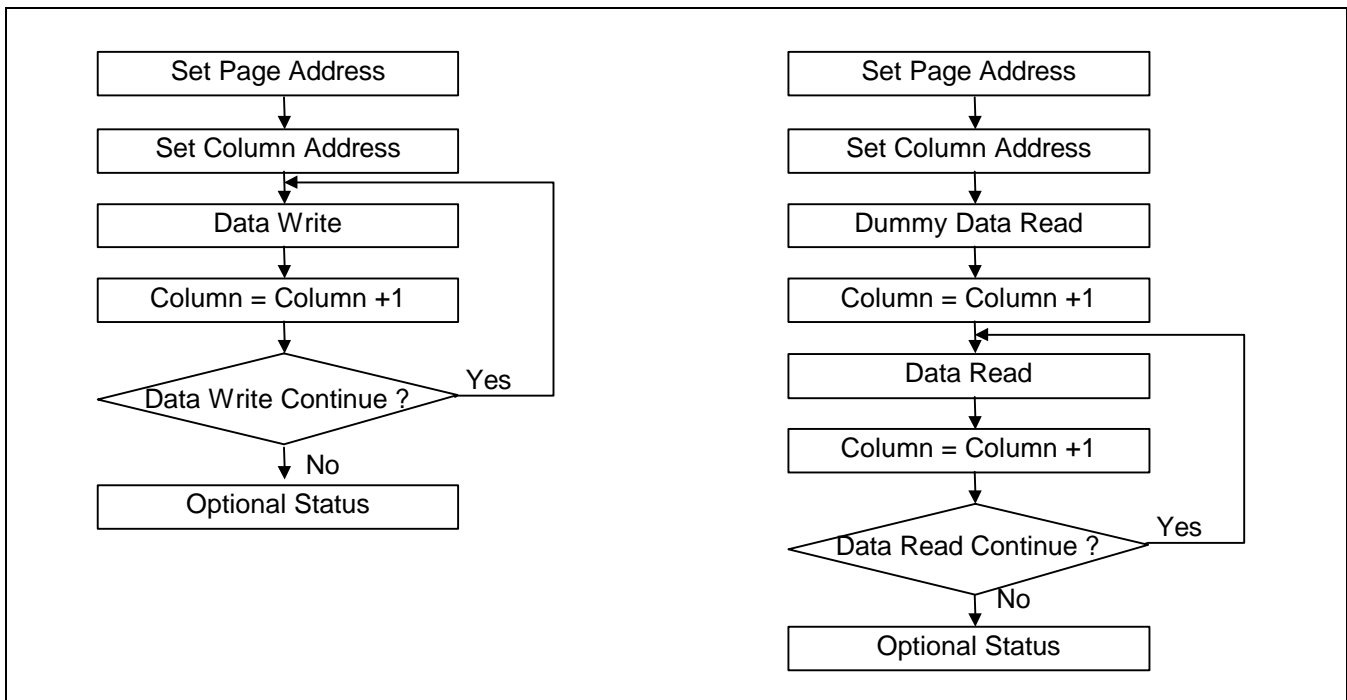 Set Page Address
Set Column Address
Data Write
Column = Column +1
Data Write Continue ?
Yes
No
Optional Status
Set Page Address
Set Column Address
Dummy Data Read
Column = Column +1
Data Read
Column = Column +1
Data Read Continue ?
Yes
No
Optional Status